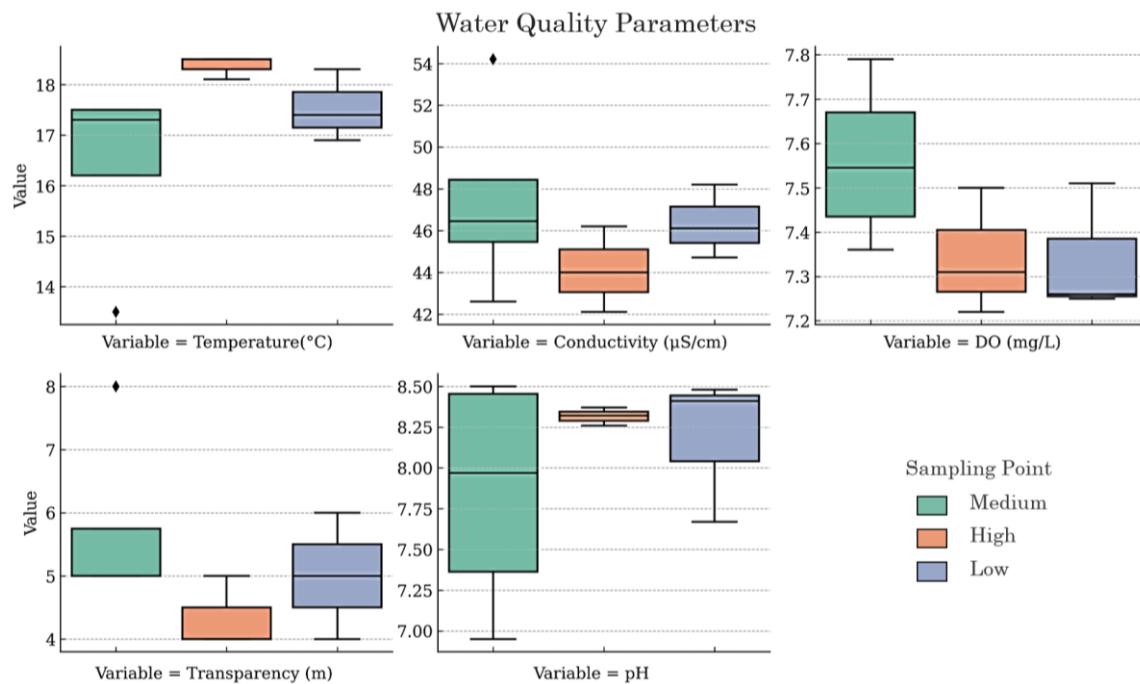 Water Quality Parameters
Value
18
17
16
15
14
Variable = Temperature(°C)
54
52
50
48
46
44
42
Variable = Conductivity (µS/cm)
7.8
7.7
7.6
7.5
7.4
7.3
7.2
Variable = DO (mg/L)
Value
8
7
6
5
4
Variable = Transparency (m)
8.50
8.25
8.00
7.75
7.50
7.25
7.00
Variable = pH
Sampling Point
Medium
High
Low